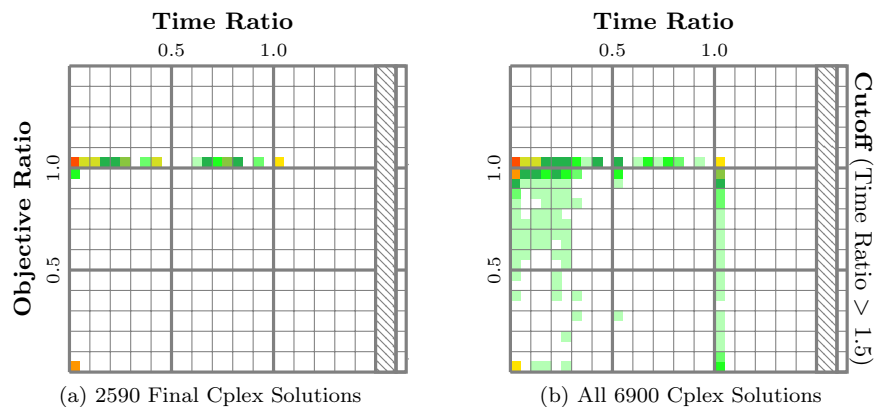 Time Ratio
0.5 1.0
Objective Ratio
1.0
0.5
(a) 2590 Final Cplex Solutions
Time Ratio
0.5 1.0
1.0
0.5
Cutoff (Time Ratio > 1.5)
(b) All 6900 Cplex Solutions